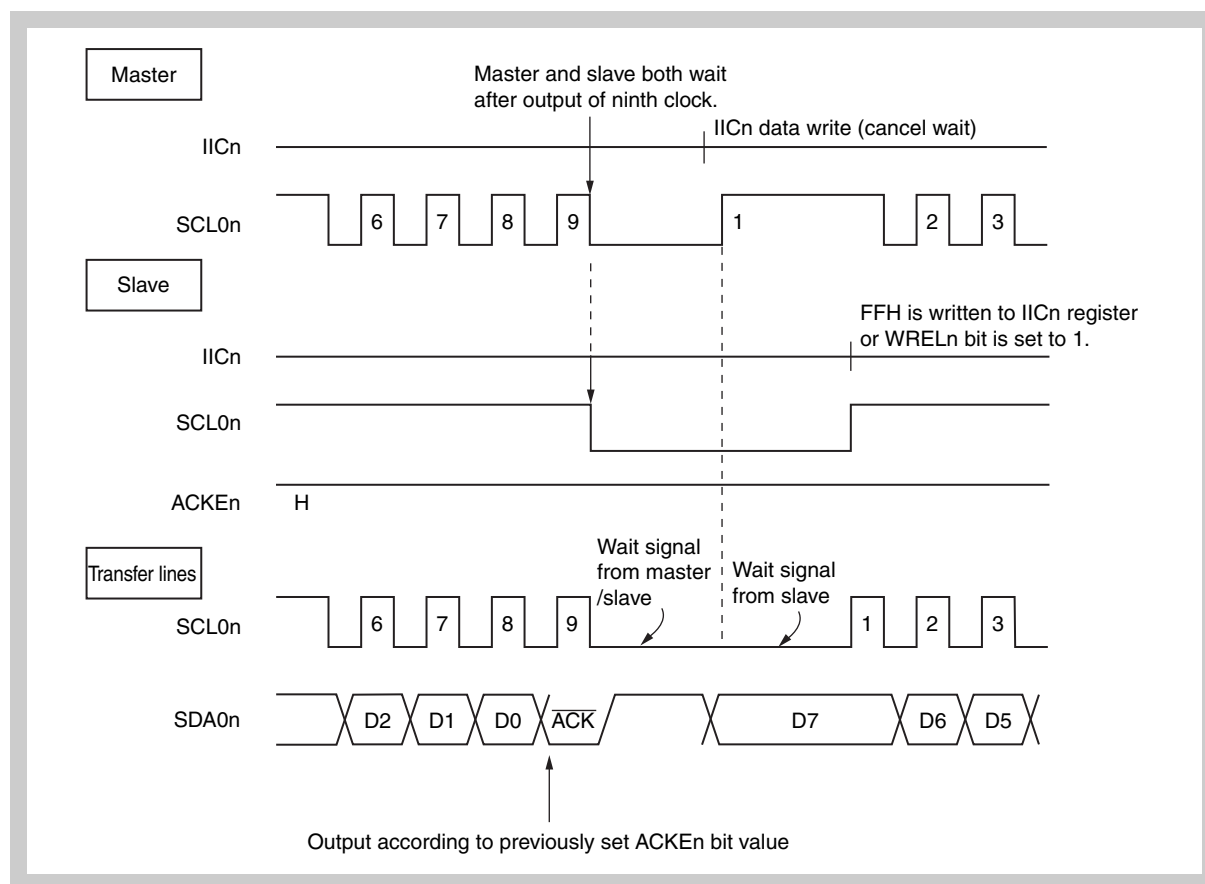 Master
Master and slave both wait
after output of ninth clock.
IICn data write (cancel wait)
IICn
SCL0n
6 7 8 9 1 2 3
Slave
FFH is written to IICn register
or WRELn bit is set to 1.
IICn
SCL0n
ACKEn H
Transfer lines
Wait signal
from master
/slave
Wait signal
from slave
SCL0n
6 7 8 9 1 2 3
SDA0n
D2 D1 D0 ACK D7 D6 D5
Output according to previously set ACKEn bit value